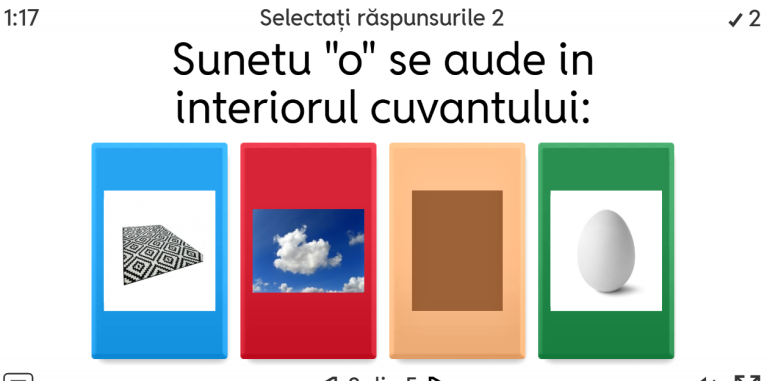 1:17
Selectați răspunsurile 2
2
Sunetu "o" se aude in
interiorul cuvantului: